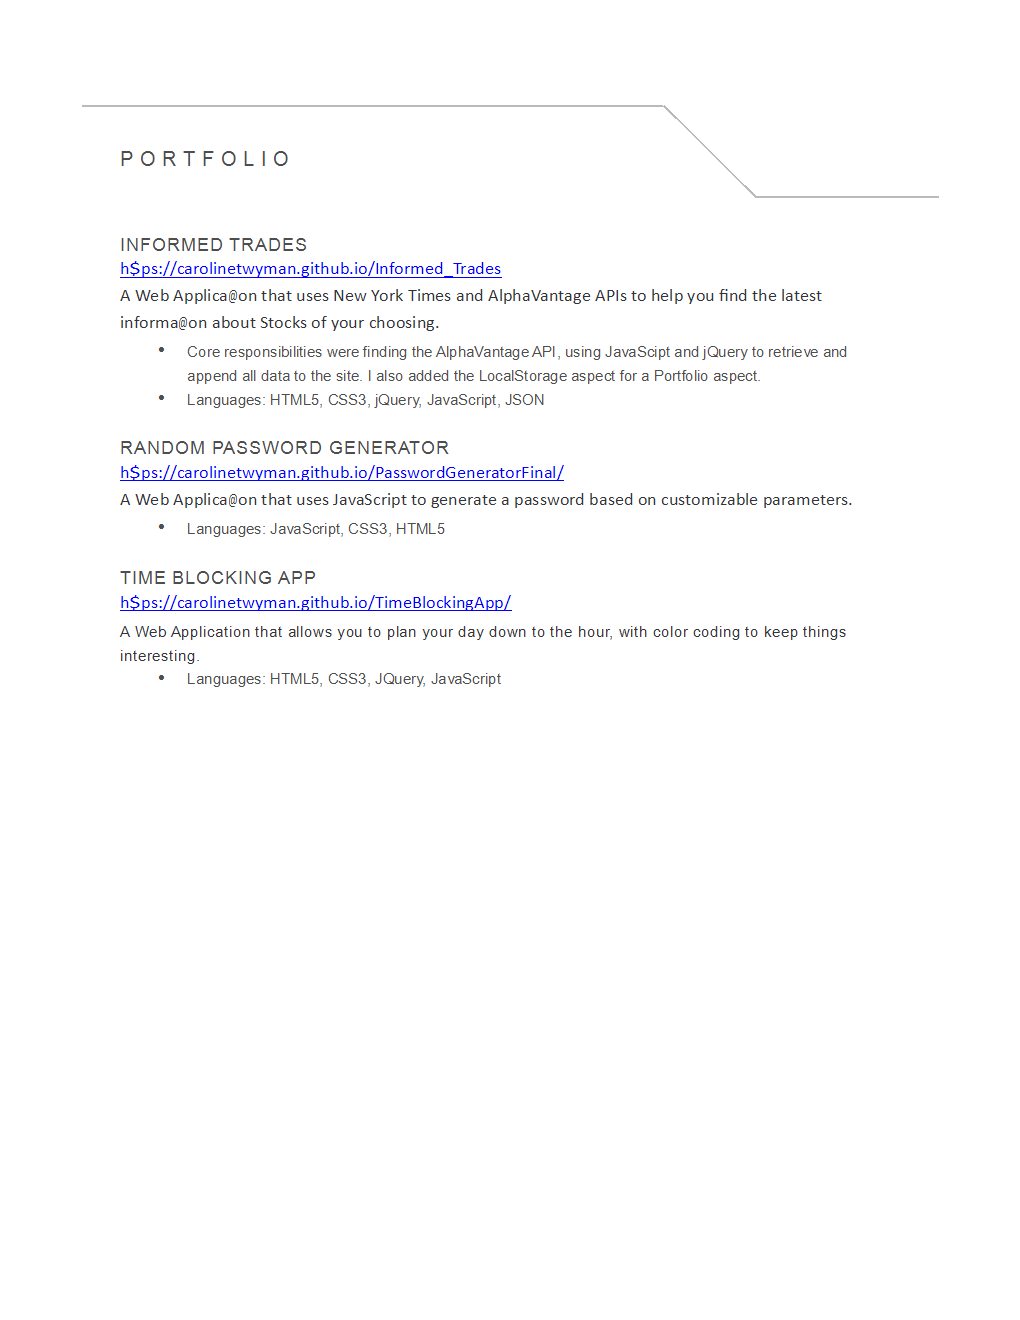 PORTFOLIO
INFORMED TRADES
h$ps://carolinetwyman.github.io/Informed_Trades
A Web Applica@on that uses New York Times and AlphaVantage APIs to help you find the latest
informa@on about Stocks of your choosing.
• Core responsibilities were finding the AlphaVantage API, using JavaScipt and jQuery to retrieve and
append all data to the site. I also added the LocalStorage aspect for a Portfolio aspect.
• Languages: HTML5, CSS3, jQuery, JavaScript, JSON
RANDOM PASSWORD GENERATOR
h$ps://carolinetwyman.github.io/PasswordGeneratorFinal/
A Web Applica@on that uses JavaScript to generate a password based on customizable parameters.
• Languages: JavaScript, CSS3, HTML5
TIME BLOCKING APP
h$ps://carolinetwyman.github.io/TimeBlockingApp/
A Web Application that allows you to plan your day down to the hour, with color coding to keep things
interesting.
• Languages: HTML5, CSS3, JQuery, JavaScript